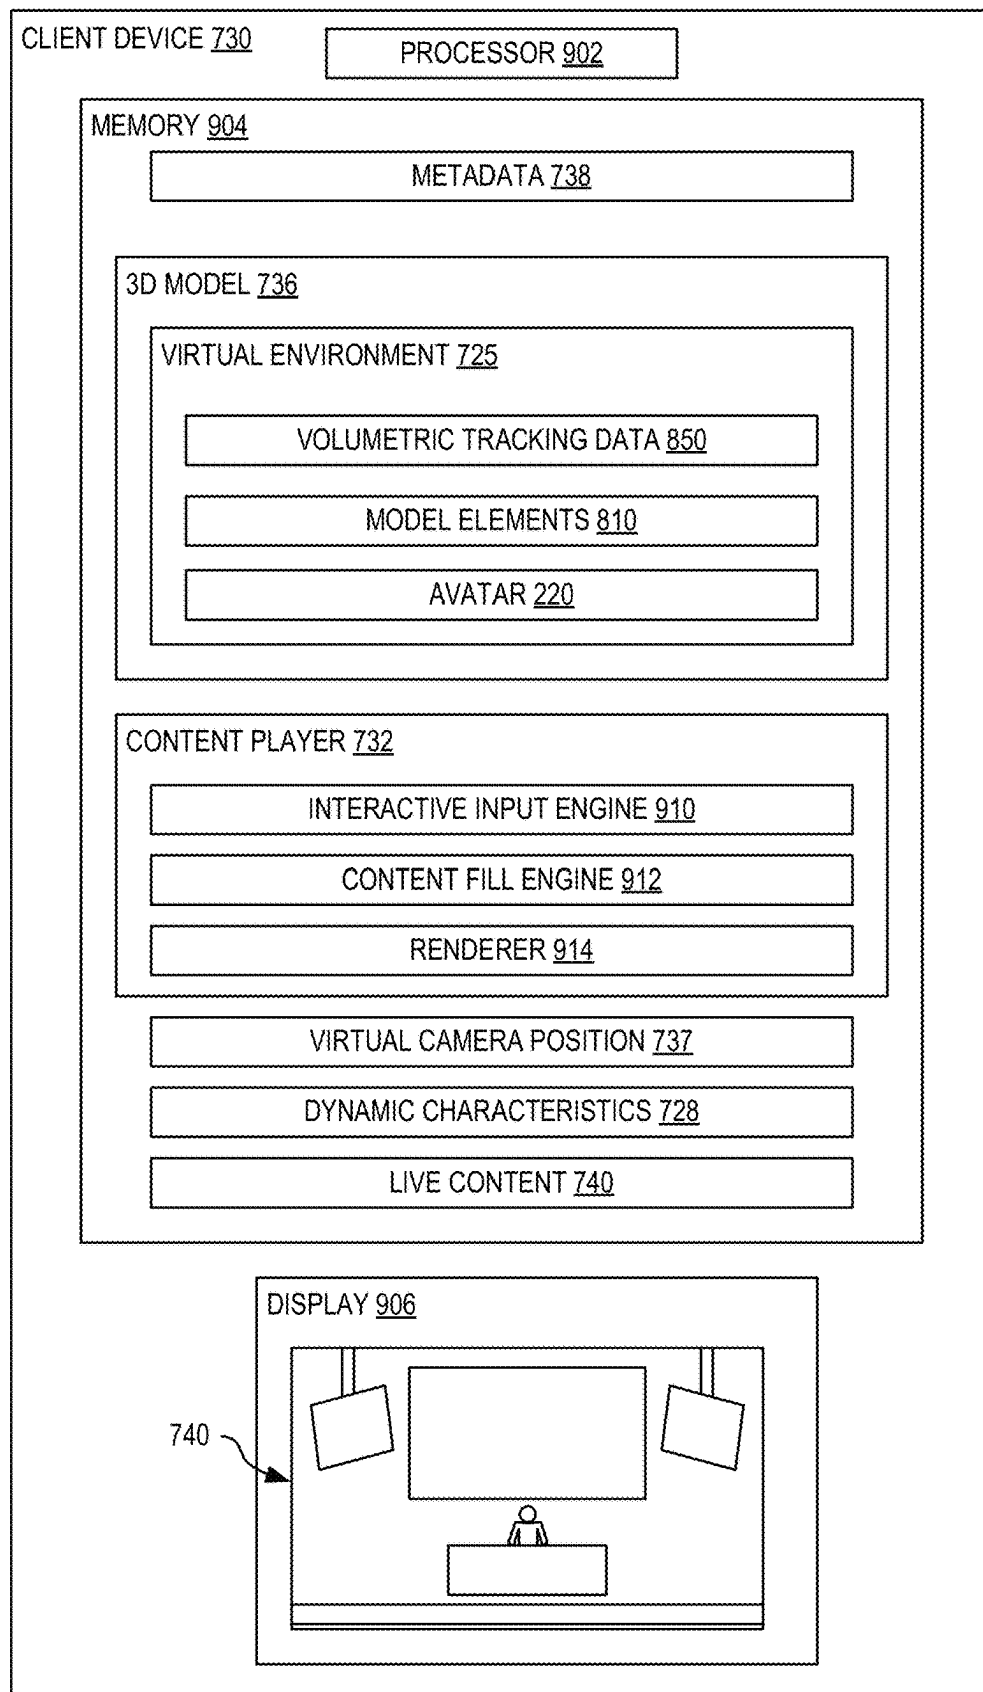 CLIENT DEVICE 730
PROCESSOR 902
MEMORY 904
METADATA 738
3D MODEL 736
VIRTUAL ENVIRONMENT 725
VOLUMETRIC TRACKING DATA 850
MODEL ELEMENTS 810
AVATAR 220
CONTENT PLAYER 732
INTERACTIVE INPUT ENGINE 910
CONTENT FILL ENGINE 912
RENDERER 914
VIRTUAL CAMERA POSITION 737
DYNAMIC CHARACTERISTICS 728
LIVE CONTENT 740
DISPLAY 906
740